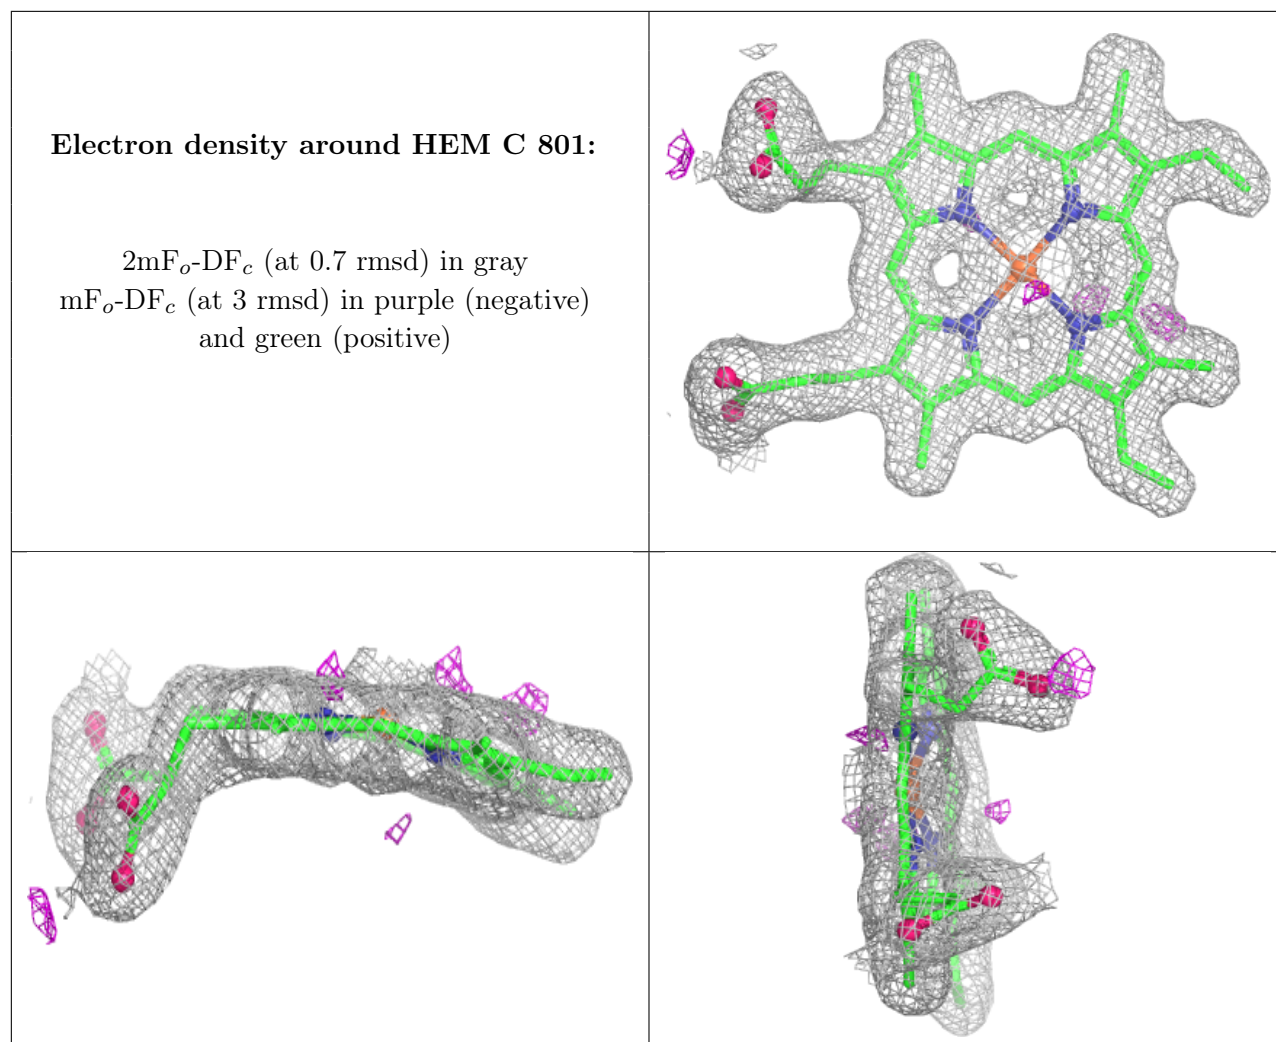 Electron density around HEM C 801:
2mFo-DFc (at 0.7 rmsd) in gray
mFo-DFc (at 3 rmsd) in purple (negative)
and green (positive)